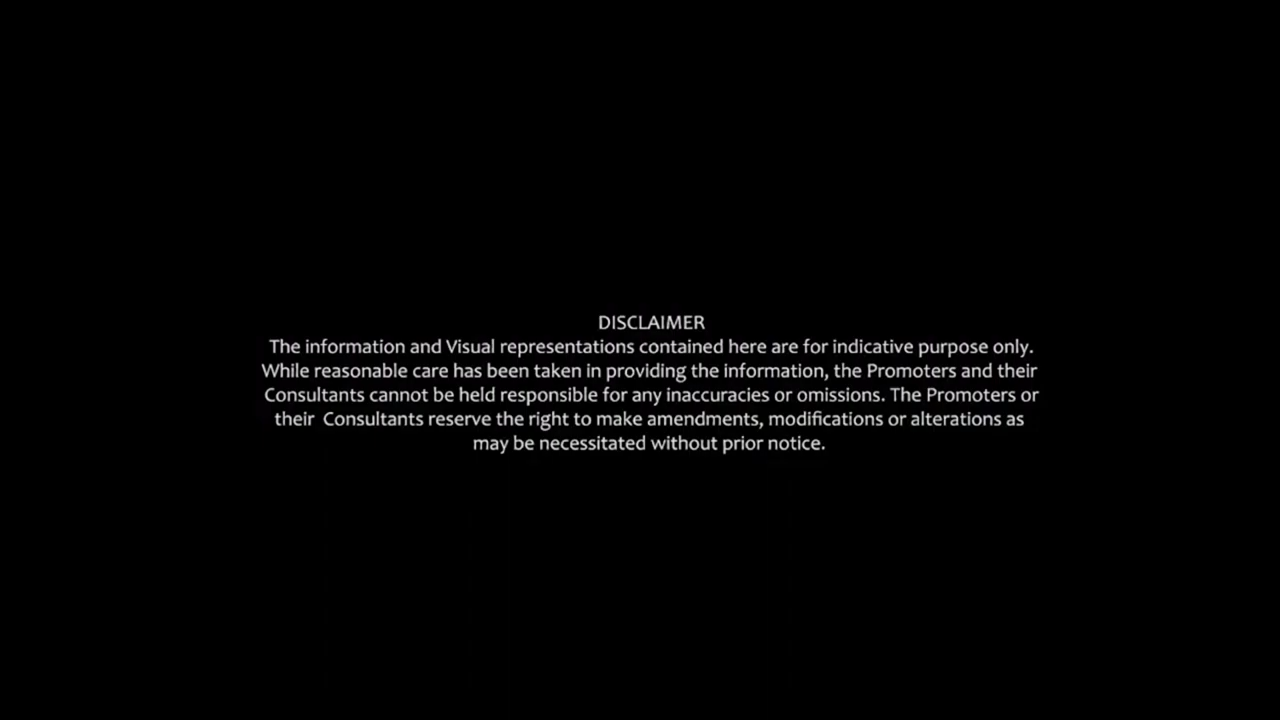 DISCLAIMER
The information and Visual representations contained here are for indicative purpose only.
While reasonable care has been taken in providing the information, the Promoters and their
Consultants cannot be held responsible for any inaccuracies or omissions. The Promoters or
their  Consultants reserve the right to make amendments, modifications or alterations as
may be necessitated without prior notice.